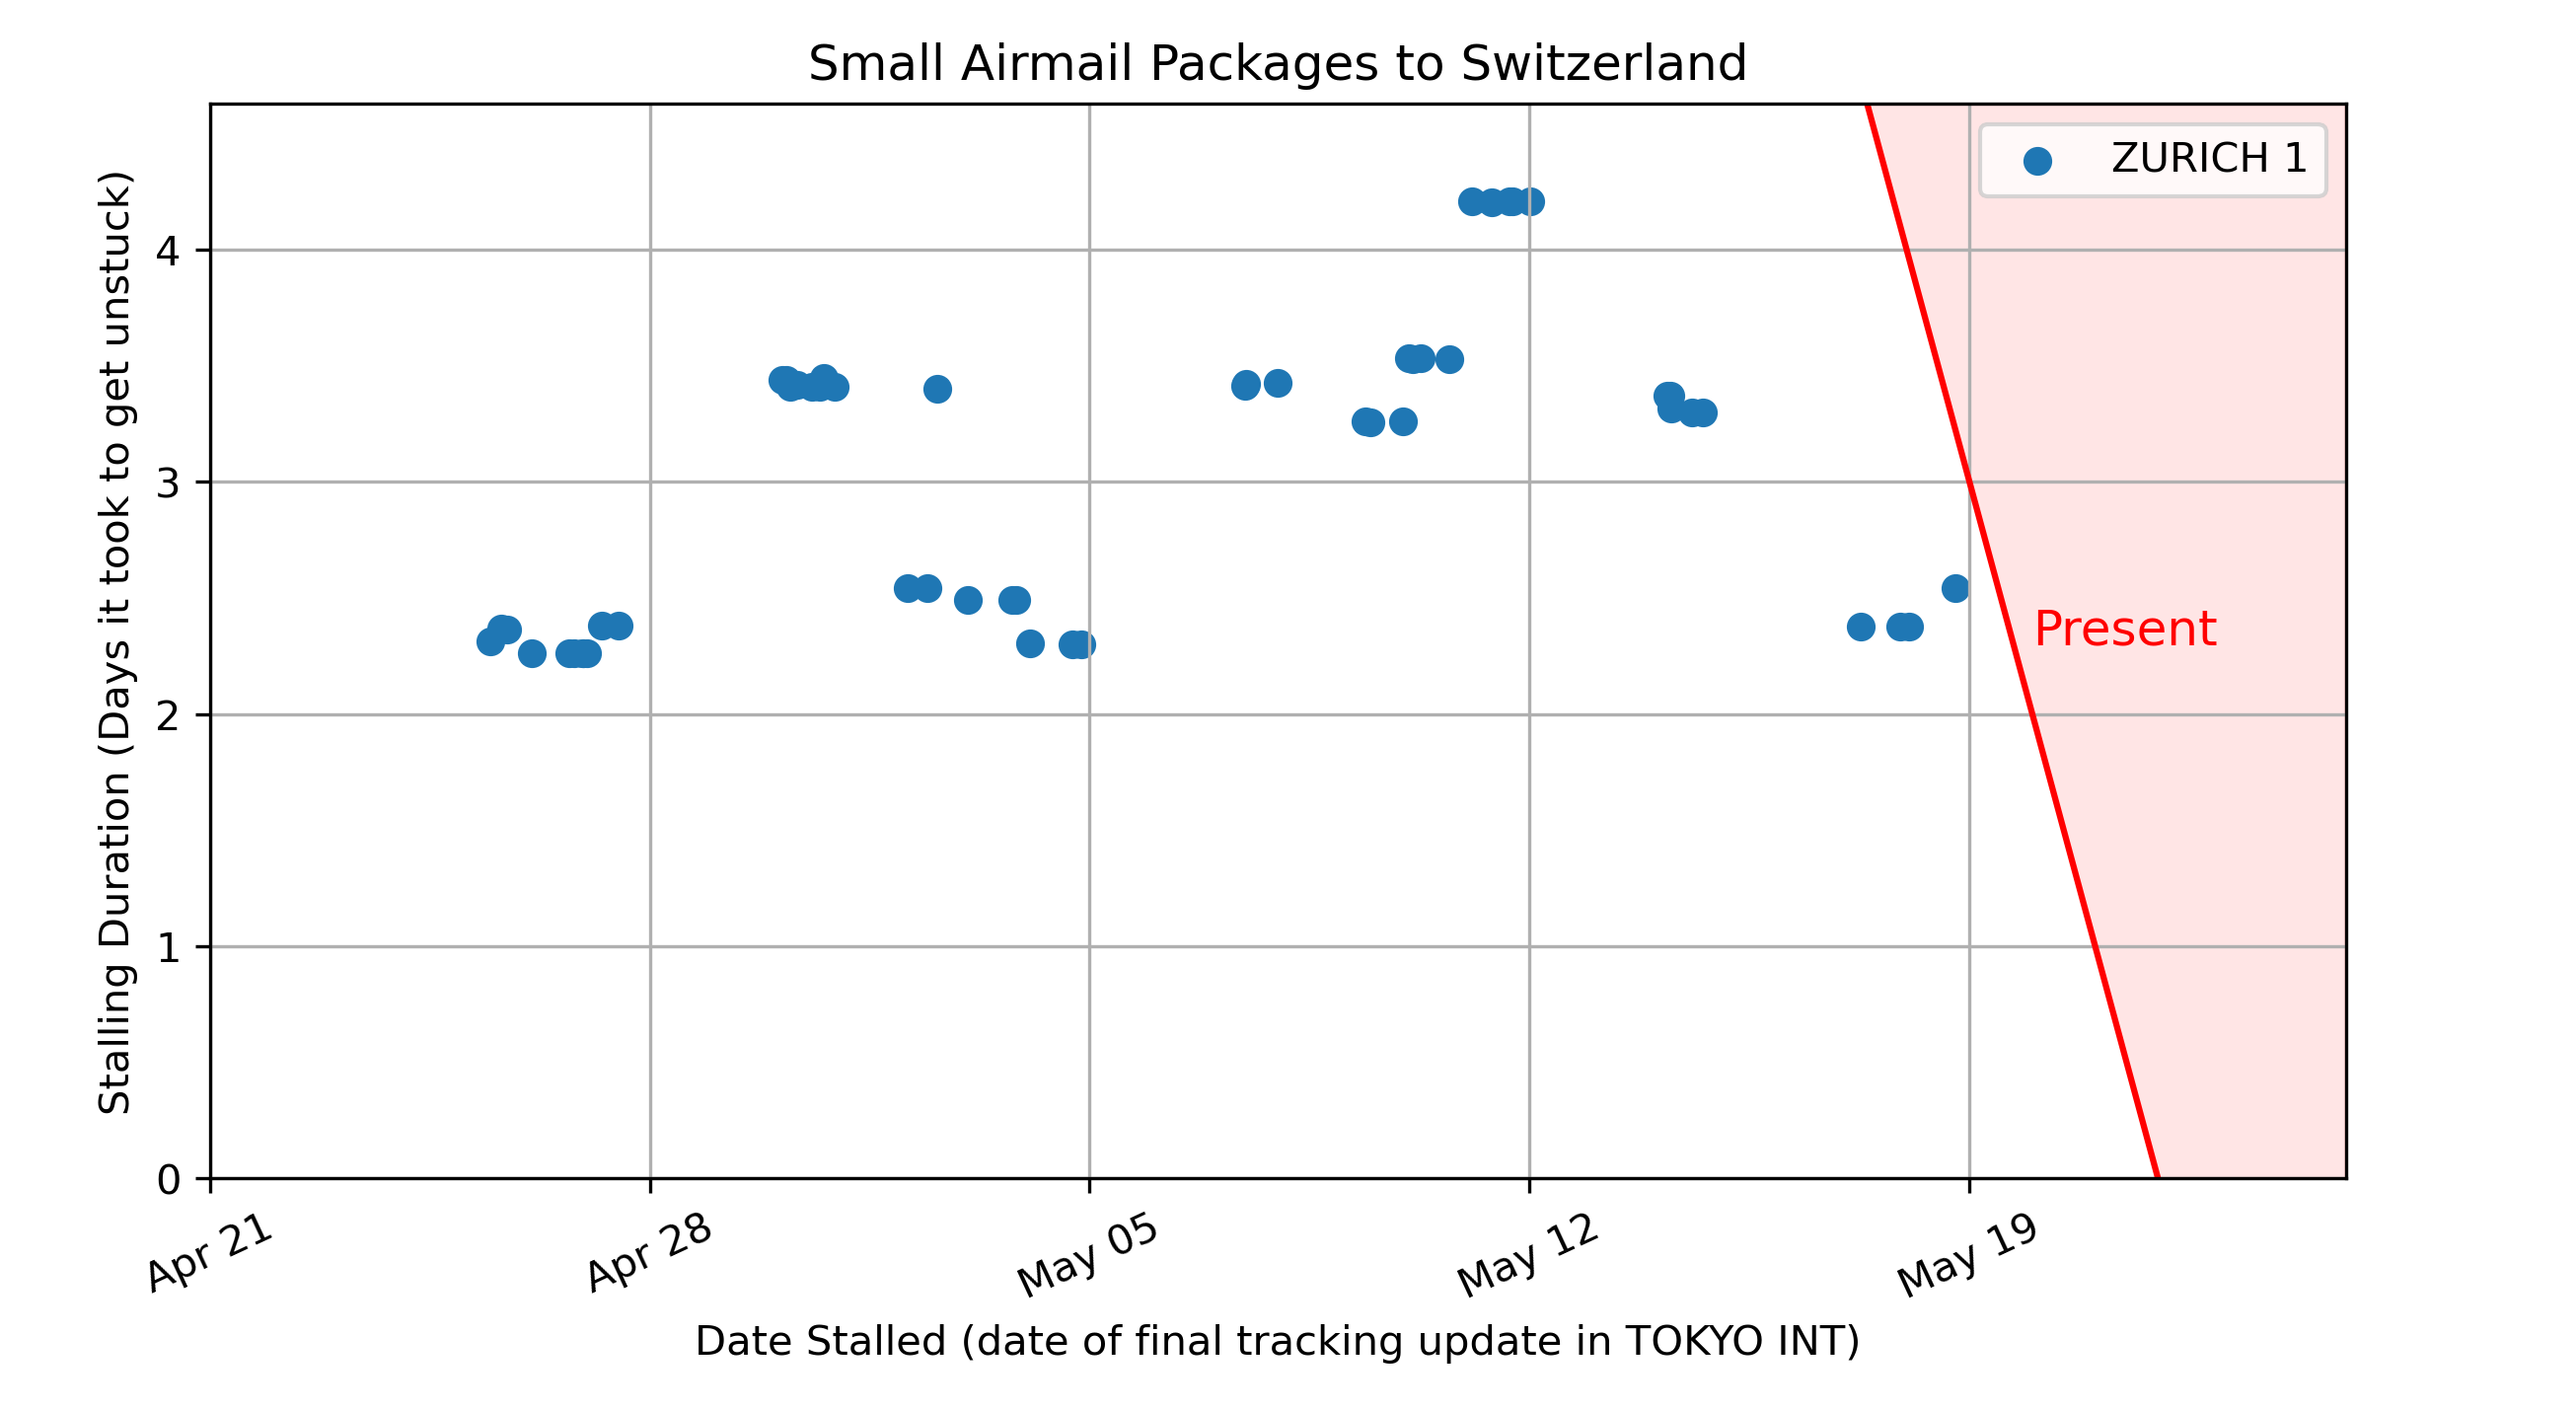 Small Airmail Packages to Switzerland
ZURICH 1
Stalling Duration (Days it took to get unstuck)
4
3
2
1
0
Present
Apr 21
Apr 28
May 05
May 12
May 19
Date Stalled (date of final tracking update in TOKYO INT)